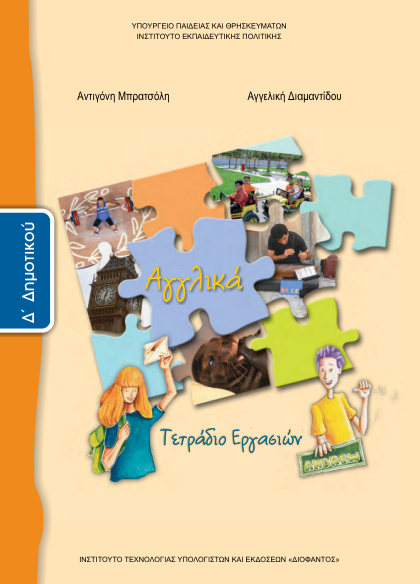 ΥΠΟΥΡΓΕΙΟ ΠΑΙΔΕΙΑΣ ΚΑΙ ΘΡΗΣΚΕΥΜΑΤΩΝ
ΙΝΣΤΙΤΟΥΤΟ ΕΚΠΑΙΔΕΥΤΙΚΗΣ ΠΟΛΙΤΙΚΗΣ
Αντιγόνη Μπρατσόλη
Αγγελική Διαμαντίδου
Δ΄ Δημοτικού
Αγγλικά
Τετράδιο Εργασιών
ANDREW
ΙΝΣΤΙΤΟΥΤΟ ΤΕΧΝΟΛΟΓΙΑΣ ΥΠΟΛΟΓΙΣΤΩΝ ΚΑΙ ΕΚΔΟΣΕΩΝ «ΔΙΟΦΑΝΤΟΣ»